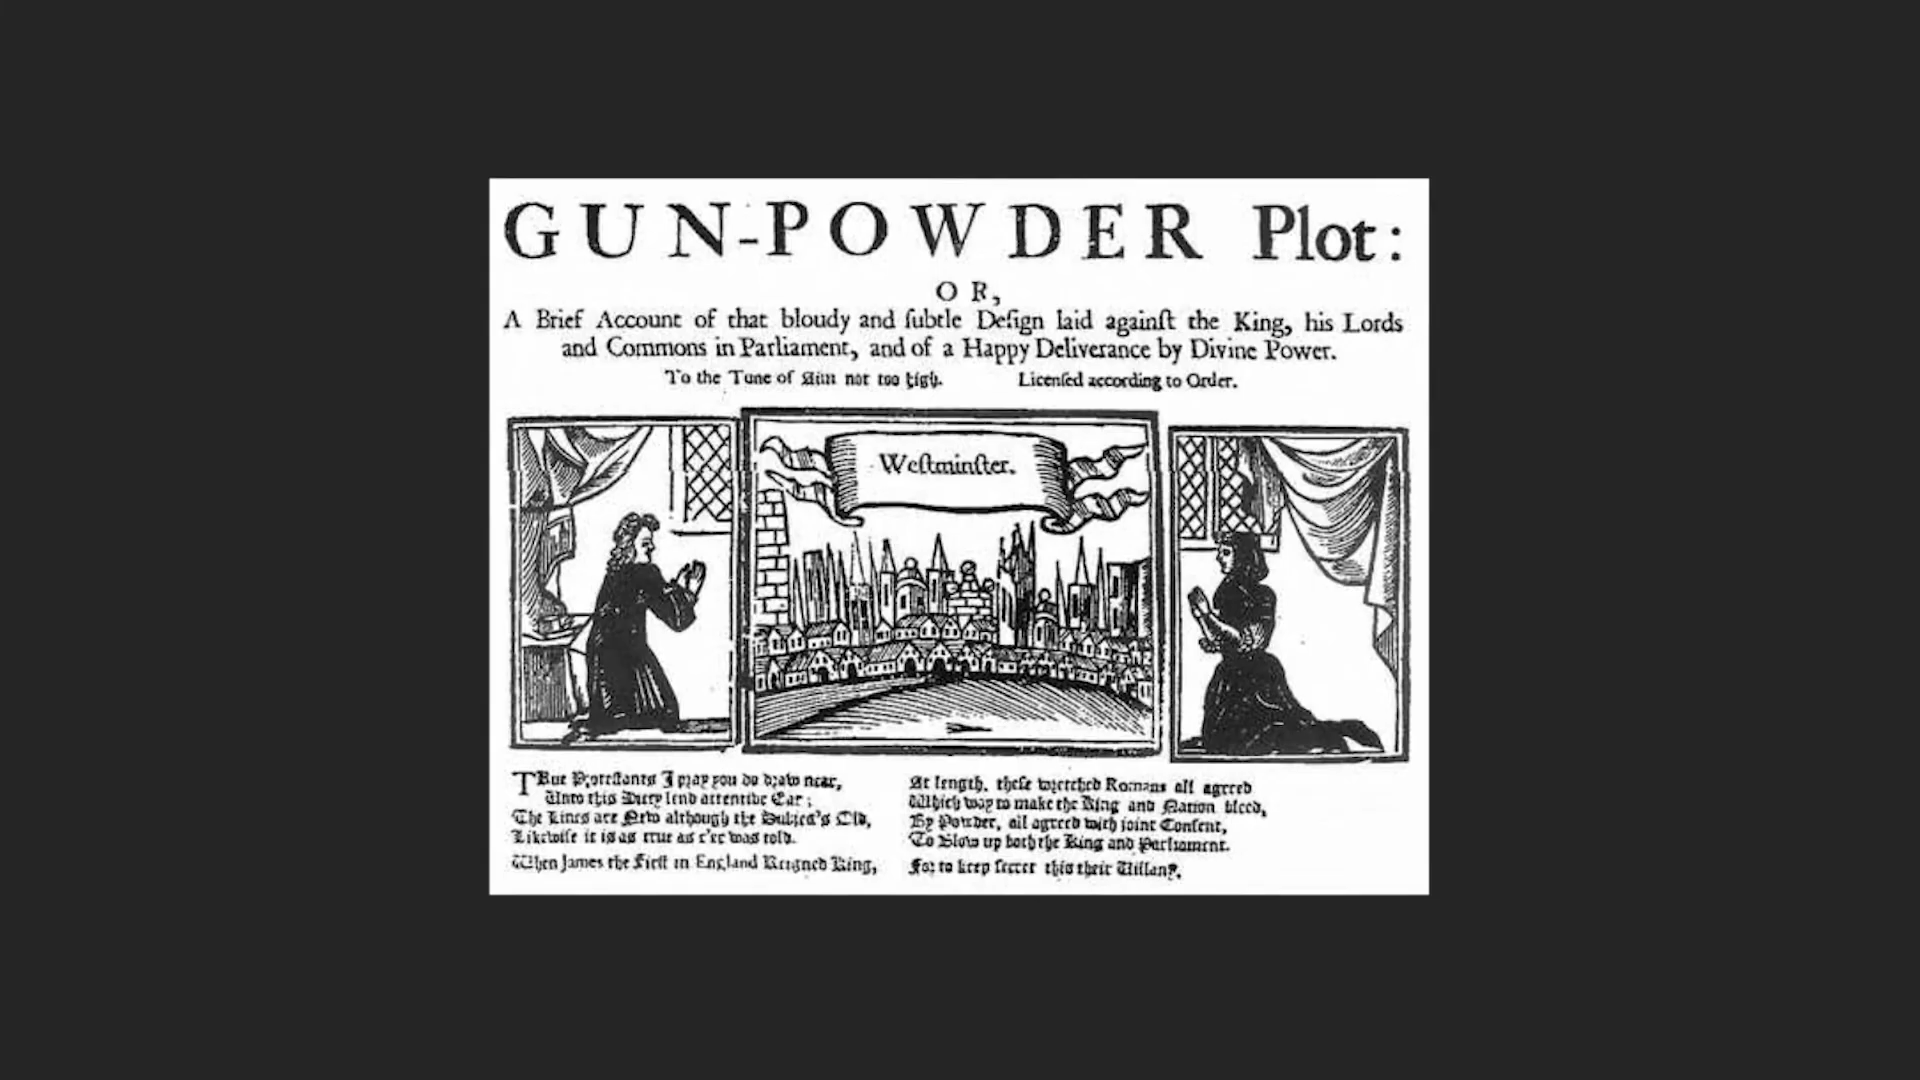 GUN-POWDER Plot:
OR,
A Brief Account of that bloudy and ſubtle Deſign laid againſt the King, his Lords
and Commons in Parliament, and of a Happy Deliverance by Divine Power.
To the Tune of Aim not too high. Licenſed according to Order.
Weſtminſter.
TRue Proteſtants I pray you do draw near,
Unto this Ditty lend attentive Ear;
The Lines are New although the Subject's Old,
Likewiſe it is as true as e'er was told.
When James the Firſt in England Reigned King,
At length, theſe wretched Romans all agreed
Which way to make the King and Nation bleed,
By Powder, all agreed with joint Conſent,
To Blow up both the King and Parliament.
For to keep ſecret this their Villany,